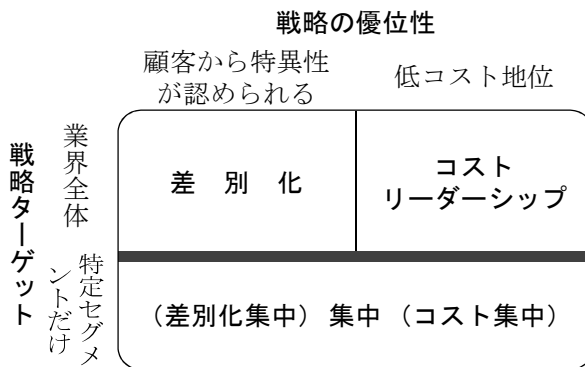 戦略の優位性
顧客から特異性
が認められる
低コスト地位
戦略ターゲット
業界全体
差 別 化
コスト
リーダーシップ
特定セグメ
ントだけ
（差別化集中）集中（コスト集中）